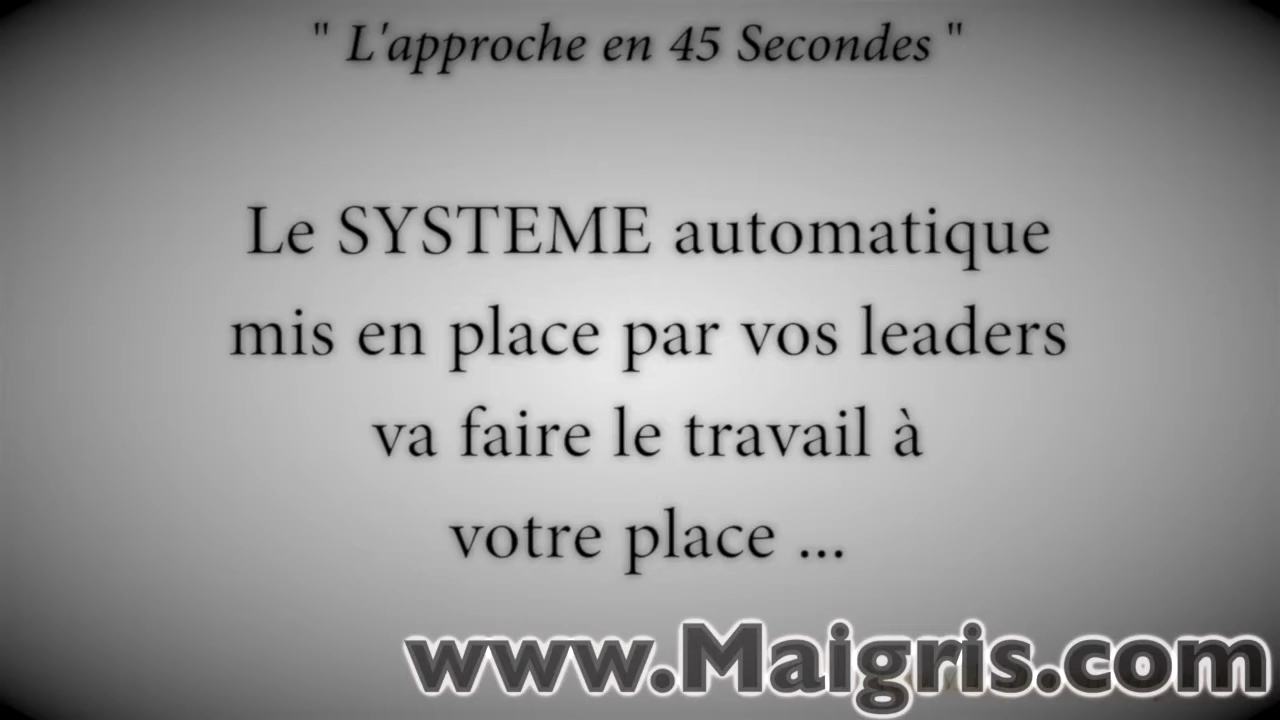 " L'approche en 45 Secondes "
Le SYSTEME automatique
mis en place par vos leaders
va faire le travail à
votre place ...
www.Maigris.com